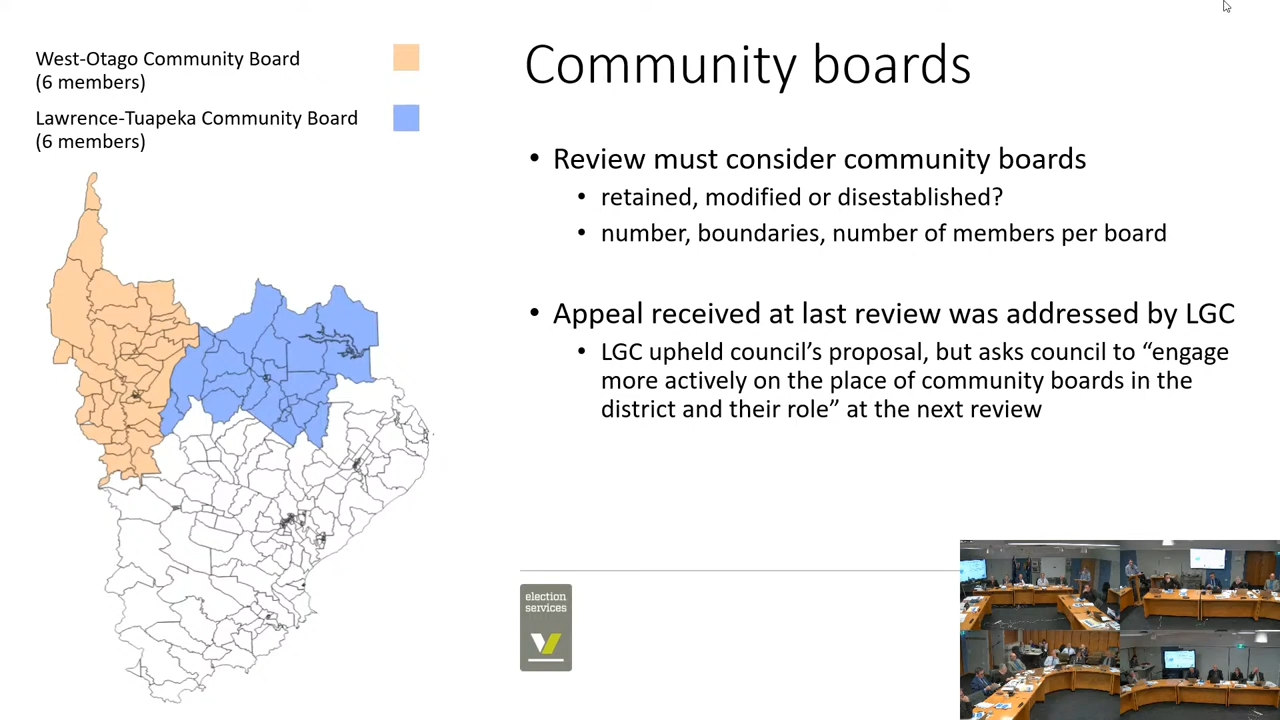 West-Otago Community Board
(6 members)
Lawrence-Tuapeka Community Board
(6 members)
Community boards
• Review must consider community boards
• retained, modified or disestablished?
• number, boundaries, number of members per board
• Appeal received at last review was addressed by LGC
• LGC upheld council’s proposal, but asks council to “engage
more actively on the place of community boards in the
district and their role” at the next review
election
services